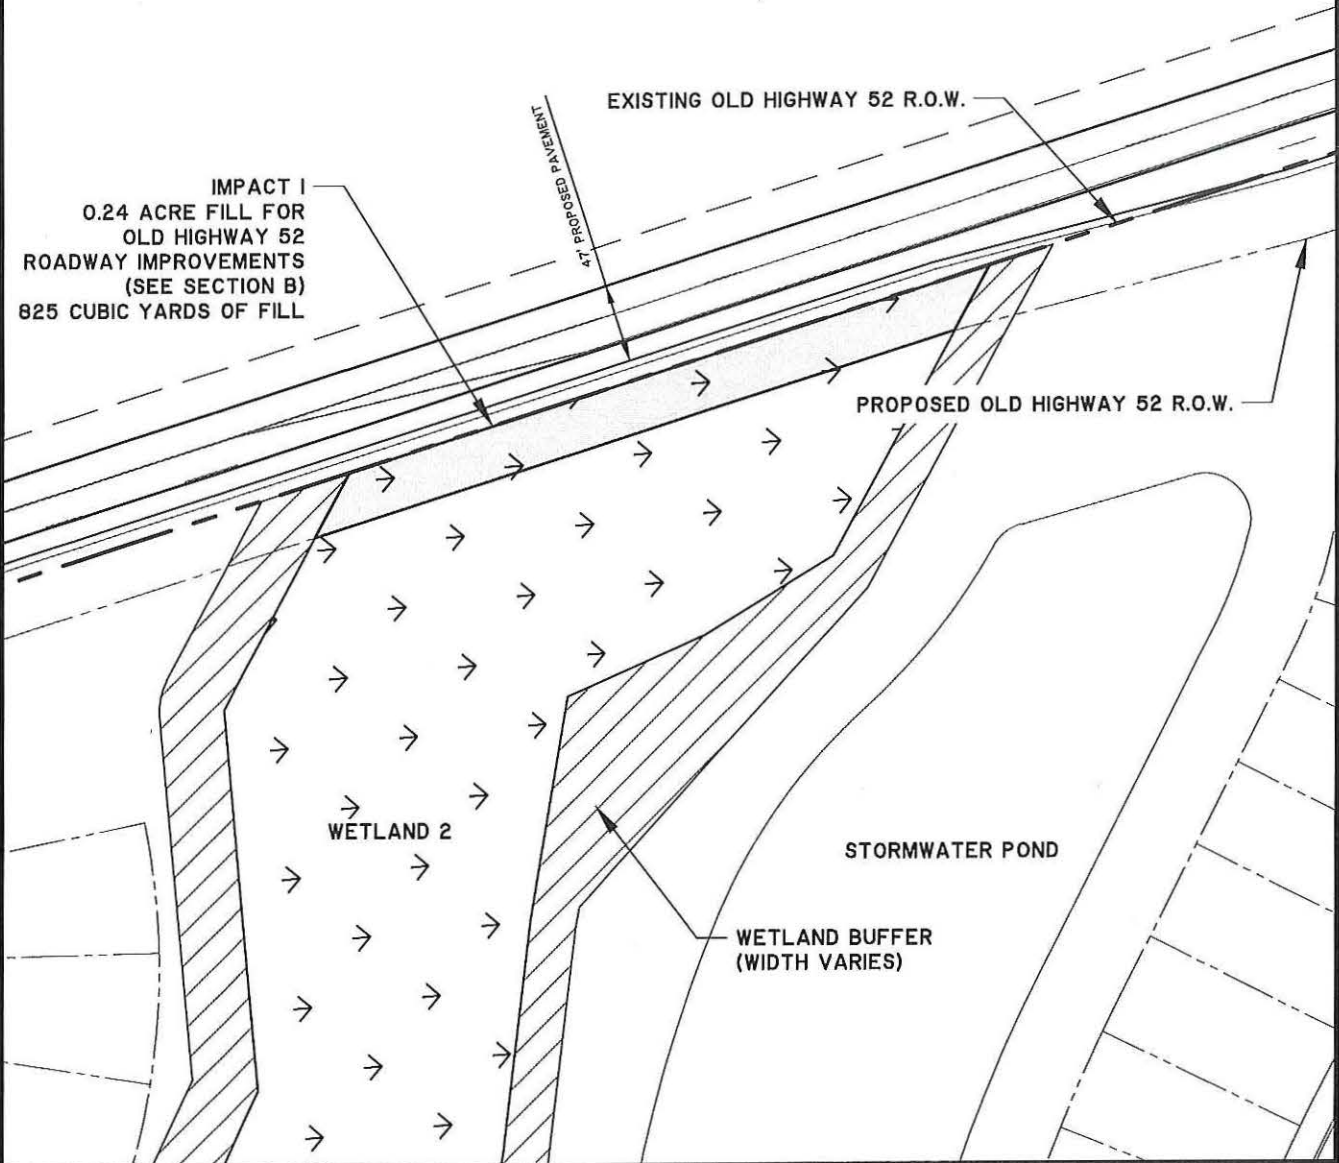 EXISTING OLD HIGHWAY 52 R.O.W.
47' PROPOSED PAVEMENT
IMPACT I
0.24 ACRE FILL FOR
OLD HIGHWAY 52
ROADWAY IMPROVEMENTS
(SEE SECTION B)
825 CUBIC YARDS OF FILL
PROPOSED OLD HIGHWAY 52 R.O.W.
WETLAND 2
STORMWATER POND
WETLAND BUFFER
(WIDTH VARIES)